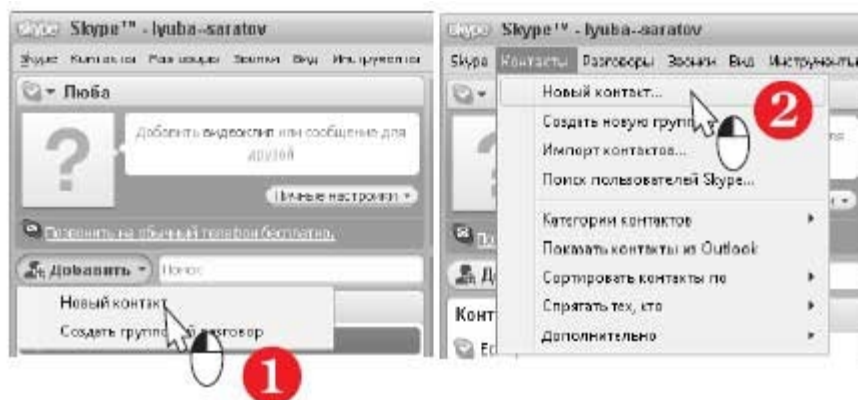 Skype™ - lyuba--saratov
Skype Контакты Разговоры Звонки Вид Инструменты
Люба
Добавить видеоклип или сообщение для
друзей
Личные настройки
Позвонить на обычный телефон бесплатно.
Добавить Поиск
Новый контакт
Создать групповой разговор
1
Skype™ - lyuba--saratov
Skype Контакты Разговоры Звонки Вид Инструменты
Новый контакт...
Создать новую групп
Импорт контактов...
Поиск пользователей Skype...
Категории контактов
Показать контакты из Outlook
Сортировать контакты по
Спрятать тех, кто
Дополнительно
Конт
2